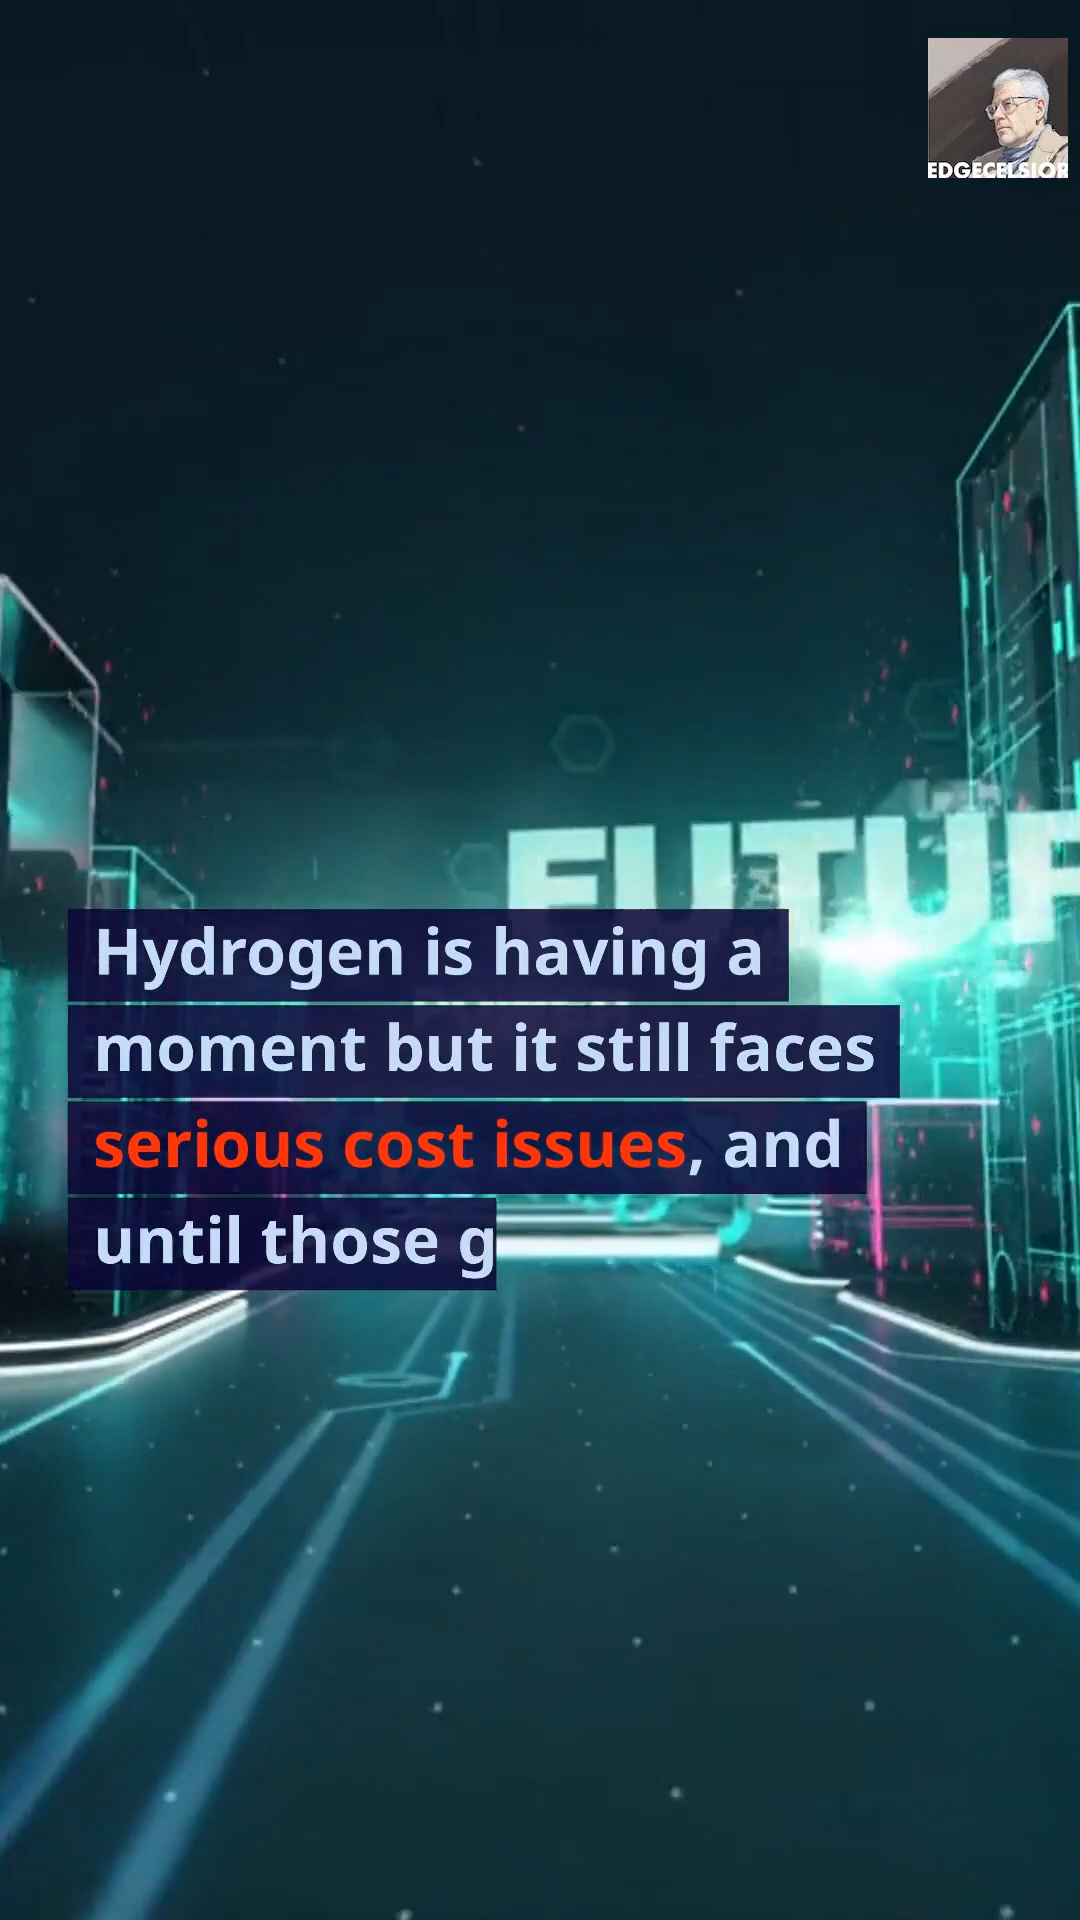 EDGECELSIOR
FUTUR
Hydrogen is having a
moment but it still faces
serious cost issues, and
until those g